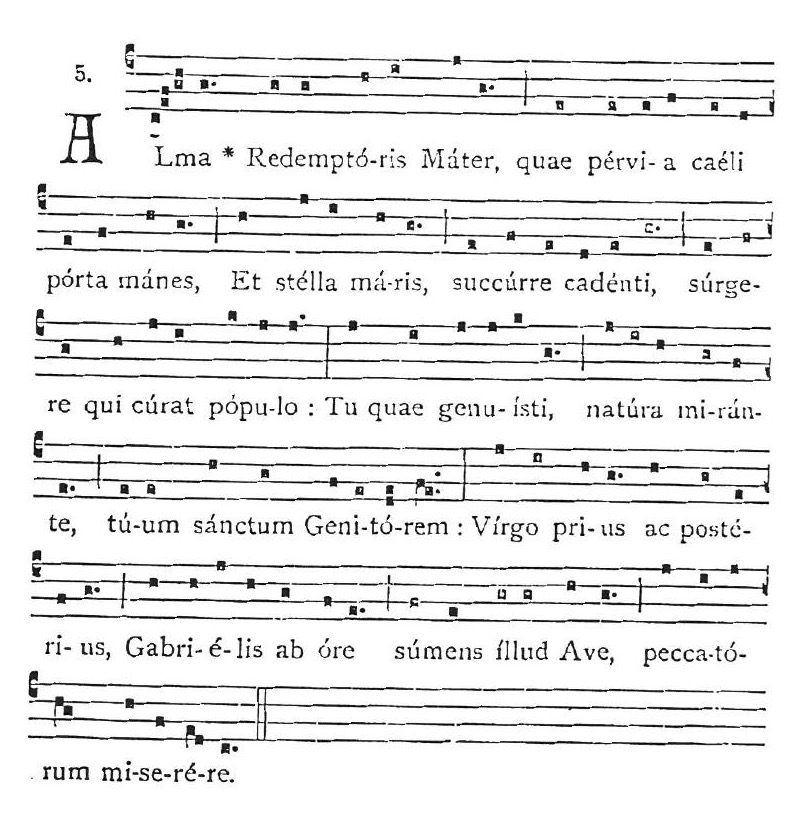 5.
ALma * Redemptó-ris Máter, quae pérvi- a caéli
pórta mánes, Et stélla má-ris, succúrre cadénti, súrge-
re qui cúrat pópu-lo : Tu quae genu- ísti, natúra mi-rán-
te, tú-um sánctum Geni-tó-rem : Vírgo pri- us ac posté-
ri- us, Gabri- é- lis ab óre súmens íllud Ave, pecca-tó-
rum mi-se-ré-re.